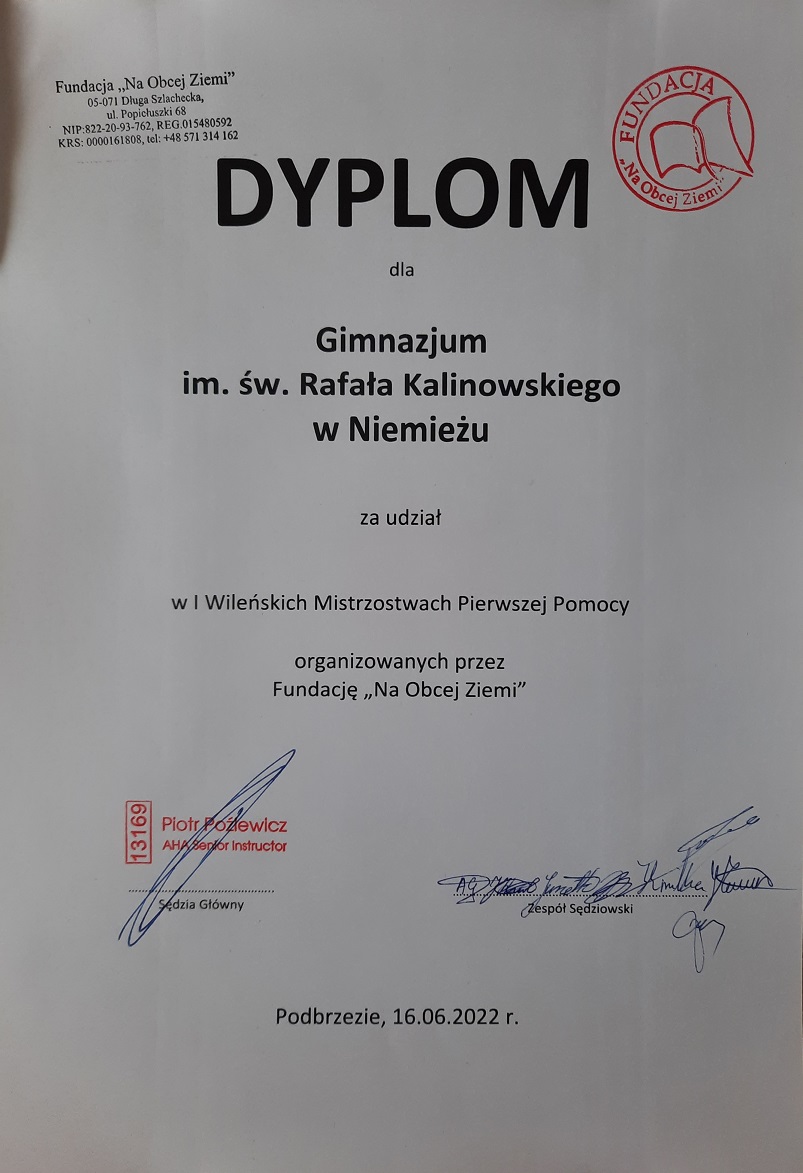 Fundacja „Na Obcej Ziemi”
05-071 Długa Szlachecka,
ul. Popiełuszki 68
NIP:822-20-93-762, REG.015480592
KRS: 0000161808, tel: +48 571 314 162
FUNDACJA
„Na Obcej Ziemi”
DYPLOM
dla
Gimnazjum
im. św. Rafała Kalinowskiego
w Niemieżu
za udział
w I Wileńskich Mistrzostwach Pierwszej Pomocy
organizowanych przez
Fundację „Na Obcej Ziemi”
13169
Piotr Poźlewicz
AHA Senior Instructor
Sędzia Główny
Zespół Sędziowski
Podbrzezie, 16.06.2022 r.